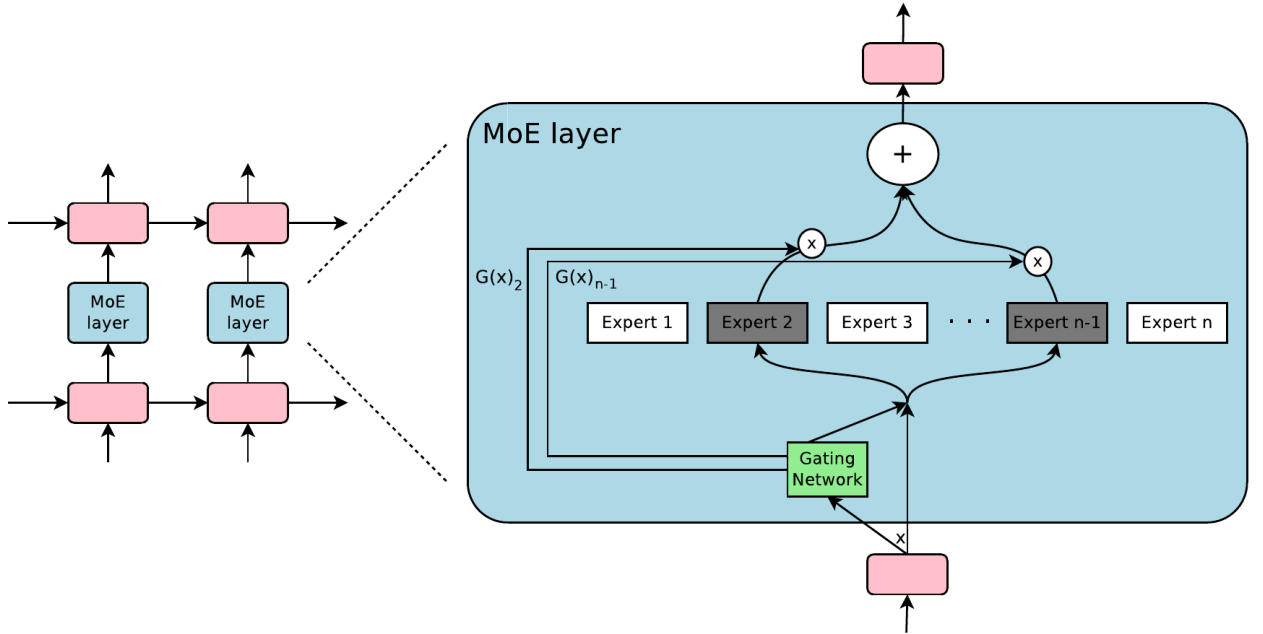 MoE layer
+
x
x
G(x)2
G(x)n-1
MoE
layer
MoE
layer
Expert 1
Expert 2
Expert 3
. . .
Expert n-1
Expert n
Gating
Network
x